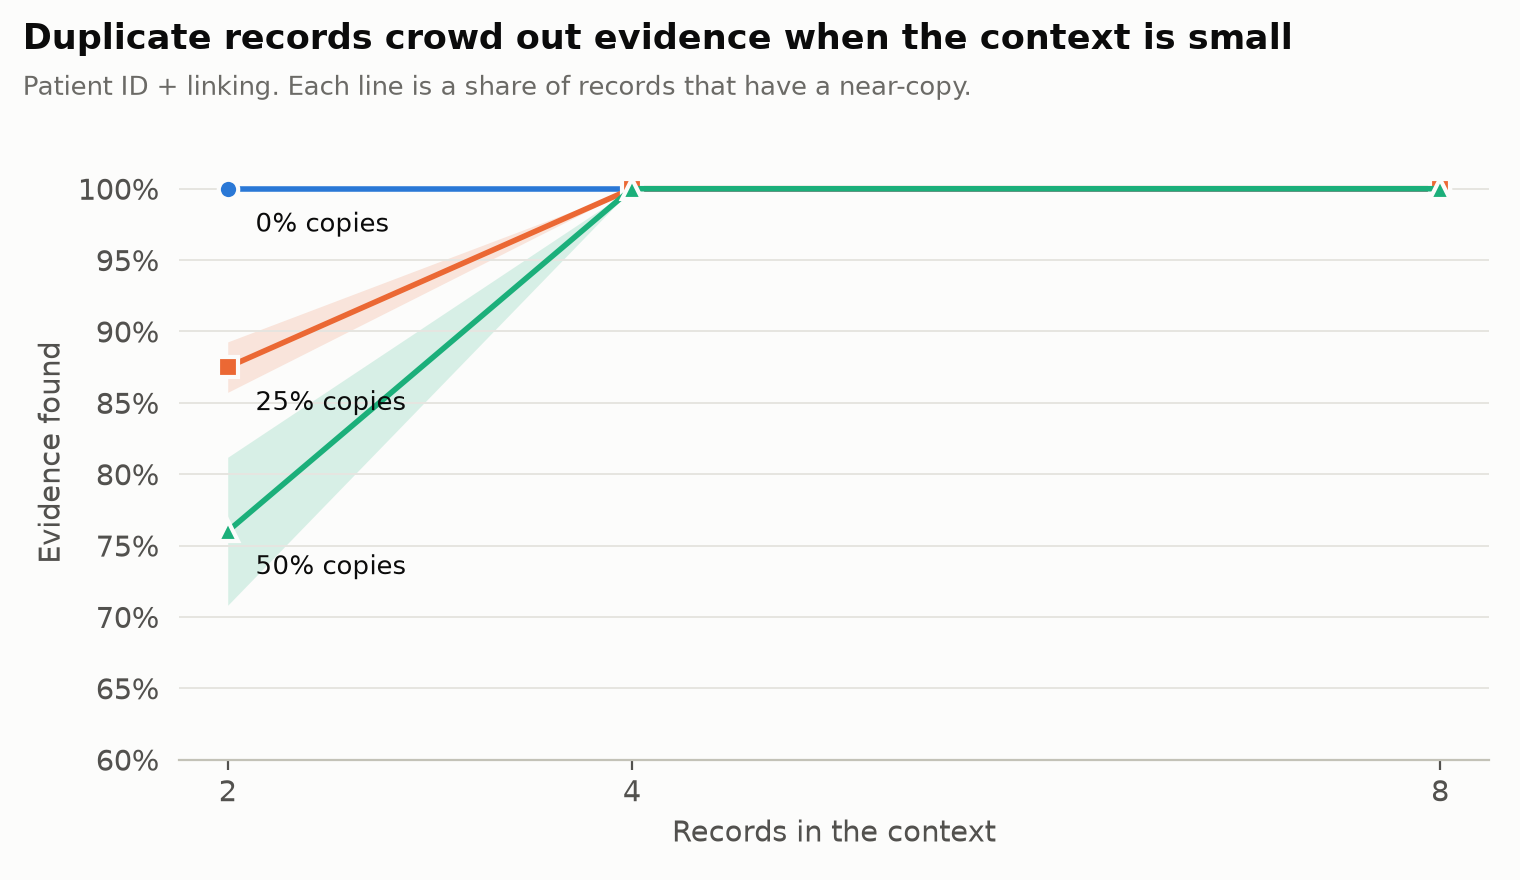 Duplicate records crowd out evidence when the context is small
Patient ID + linking. Each line is a share of records that have a near-copy.
Evidence found
100%
95%
90%
85%
80%
75%
70%
65%
60%
0% copies
25% copies
50% copies
2
4
8
Records in the context